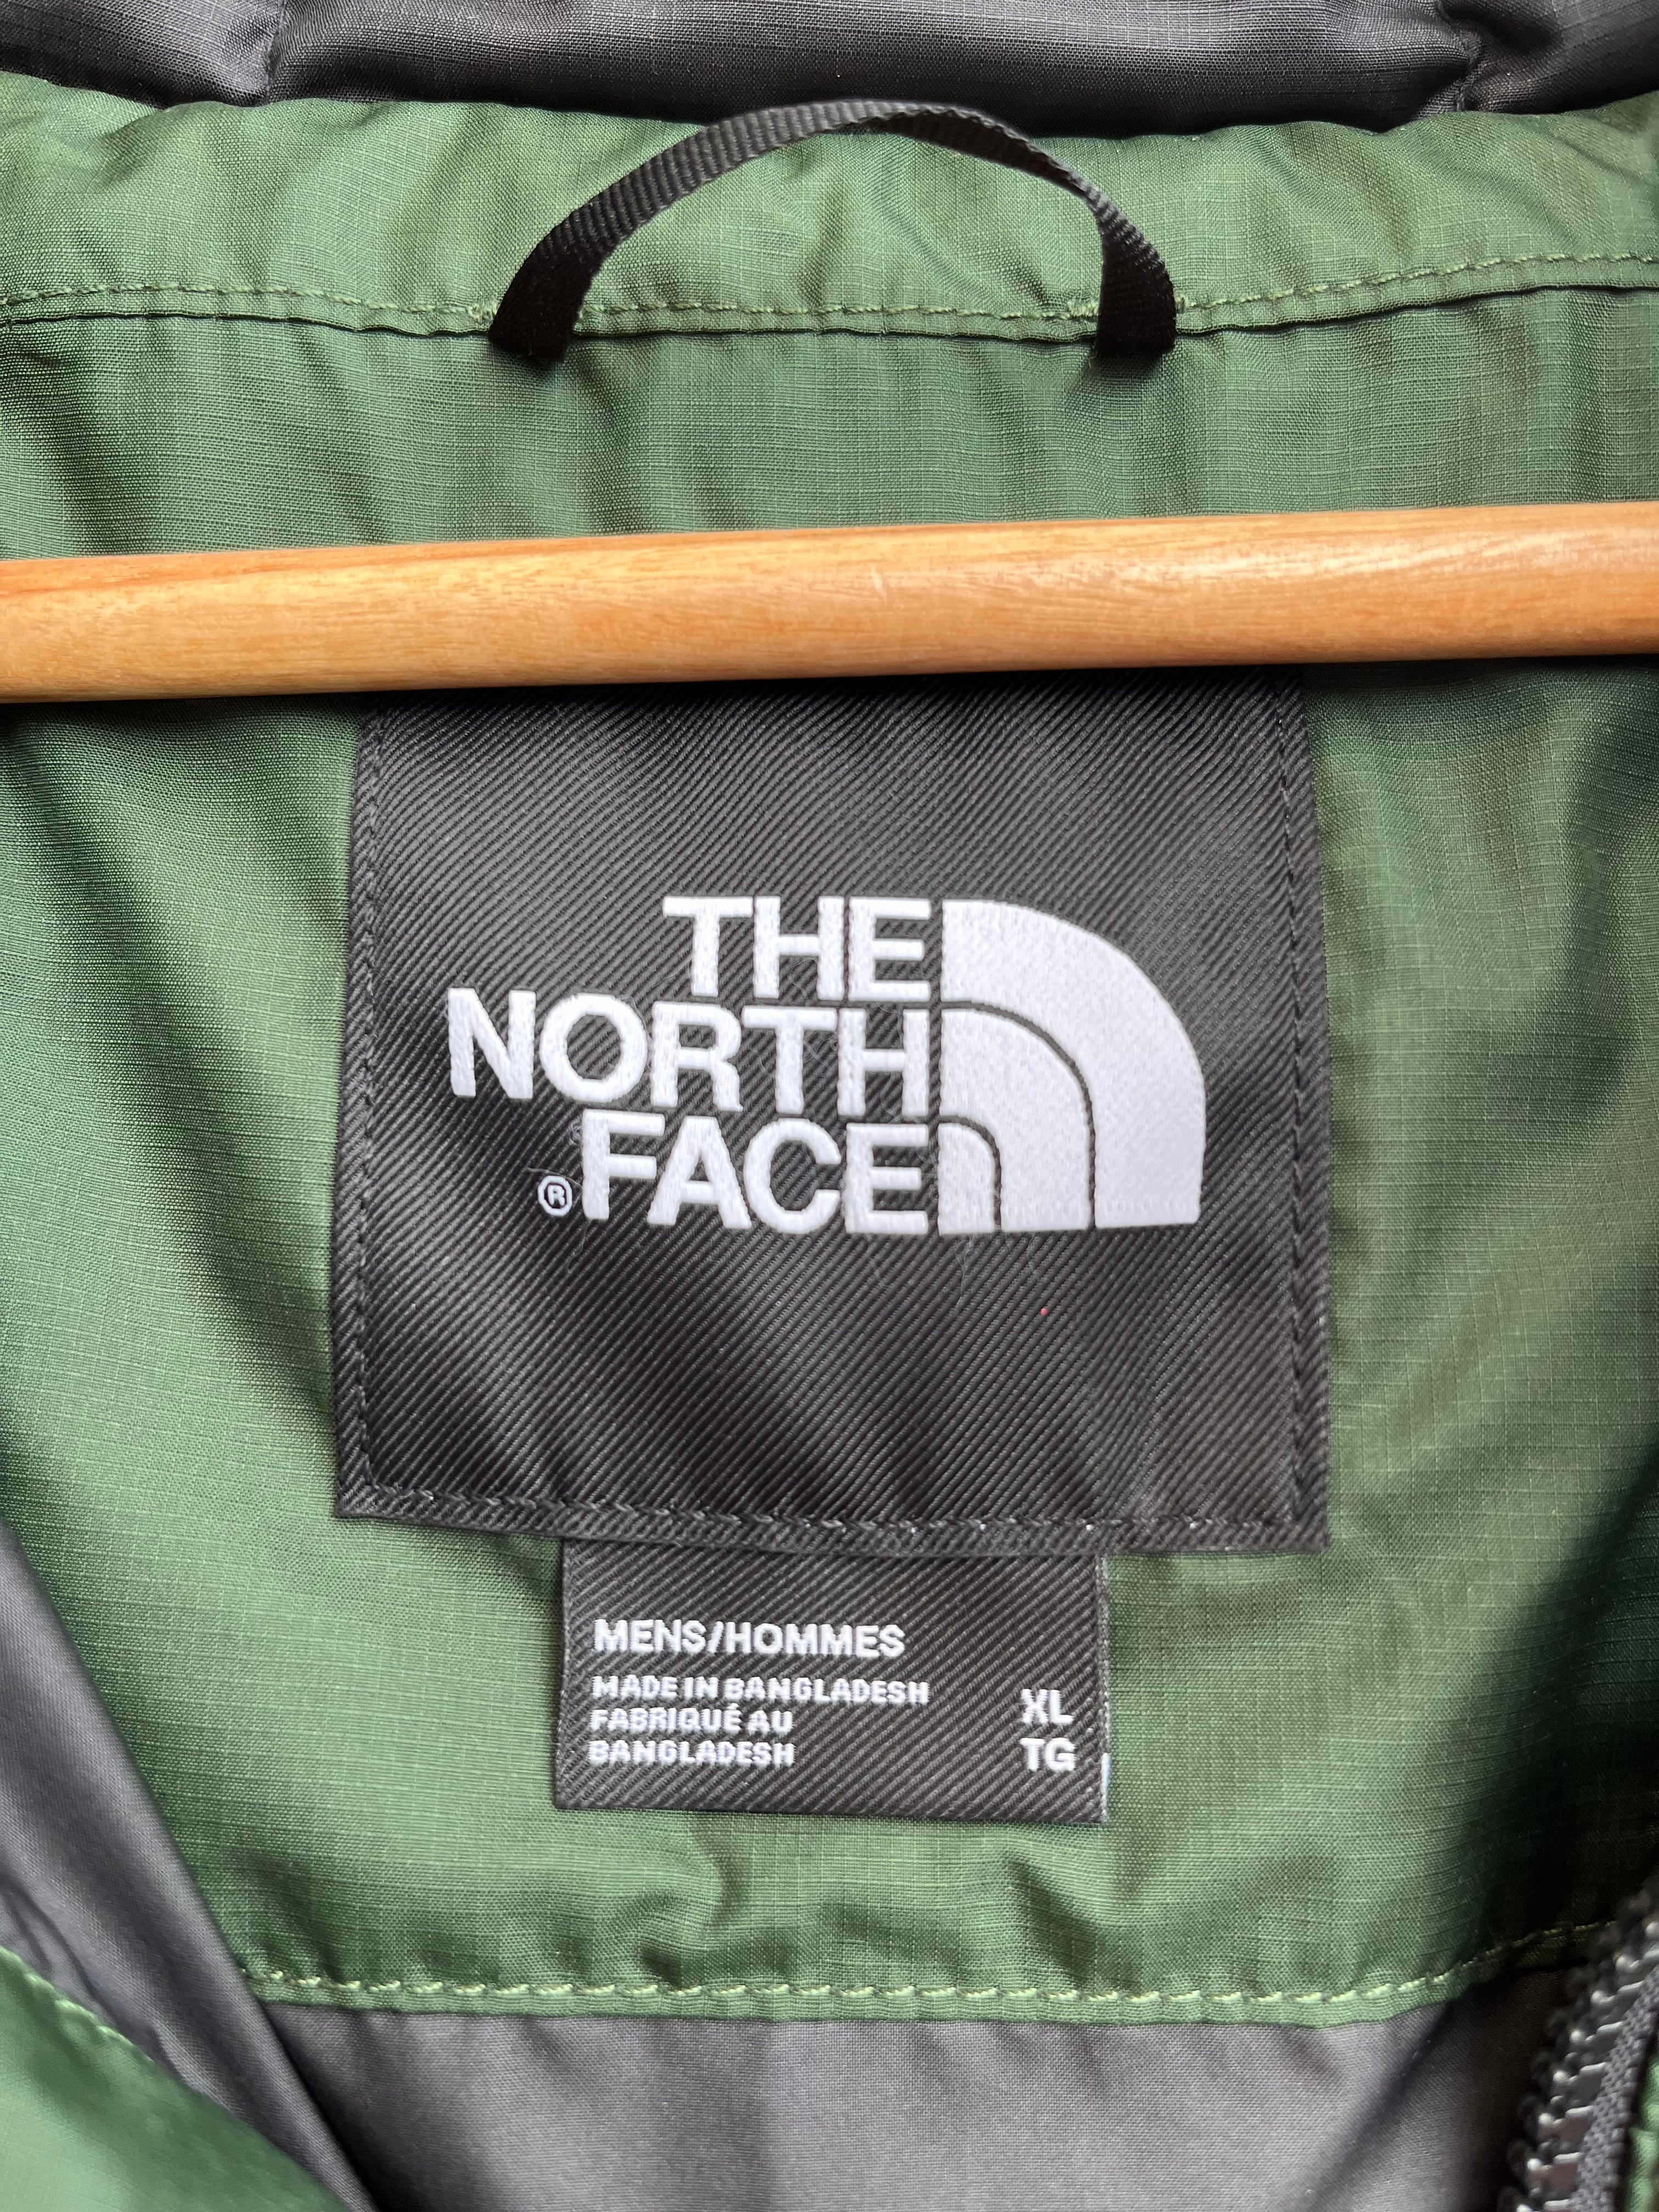 THE
NORTH
®FACE
MENS/HOMMES
MADE IN BANGLADESH
FABRIQUÉ AU
BANGLADESH
XL
TG